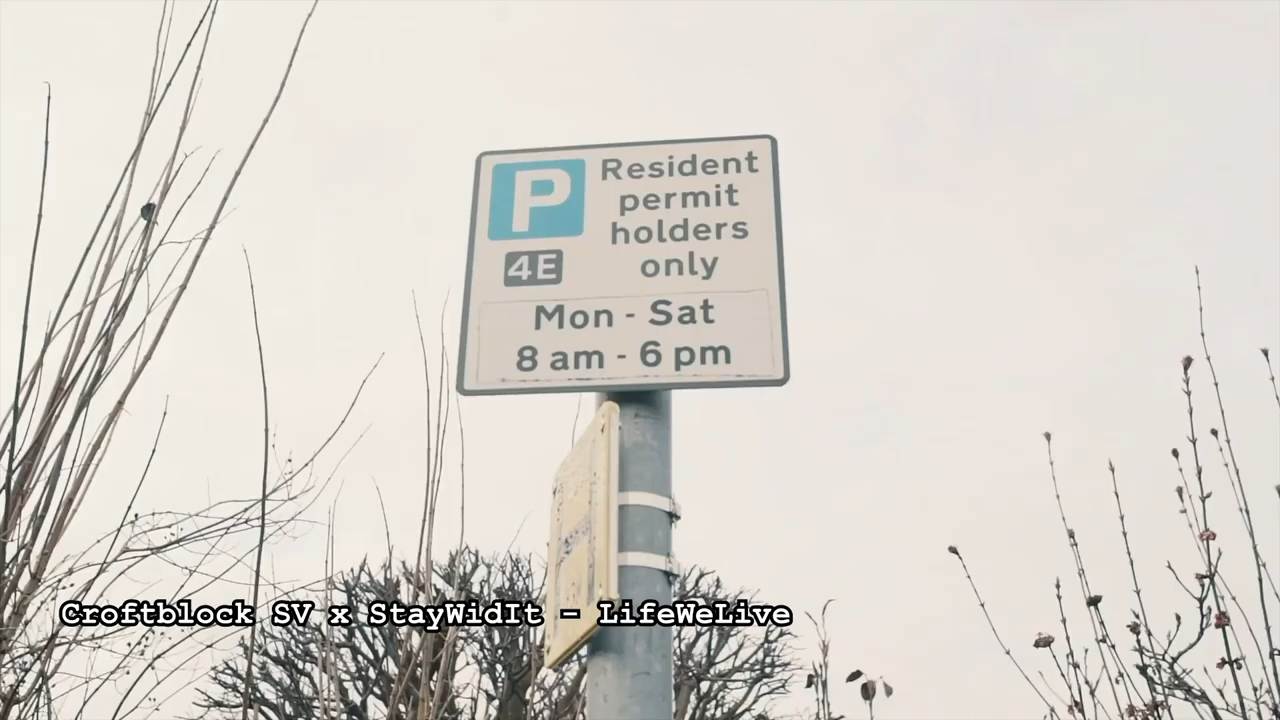 P
Resident
permit
holders
only
4E
Mon - Sat
8 am - 6 pm
Croftblock SV x StayWidIt - LifeWeLive